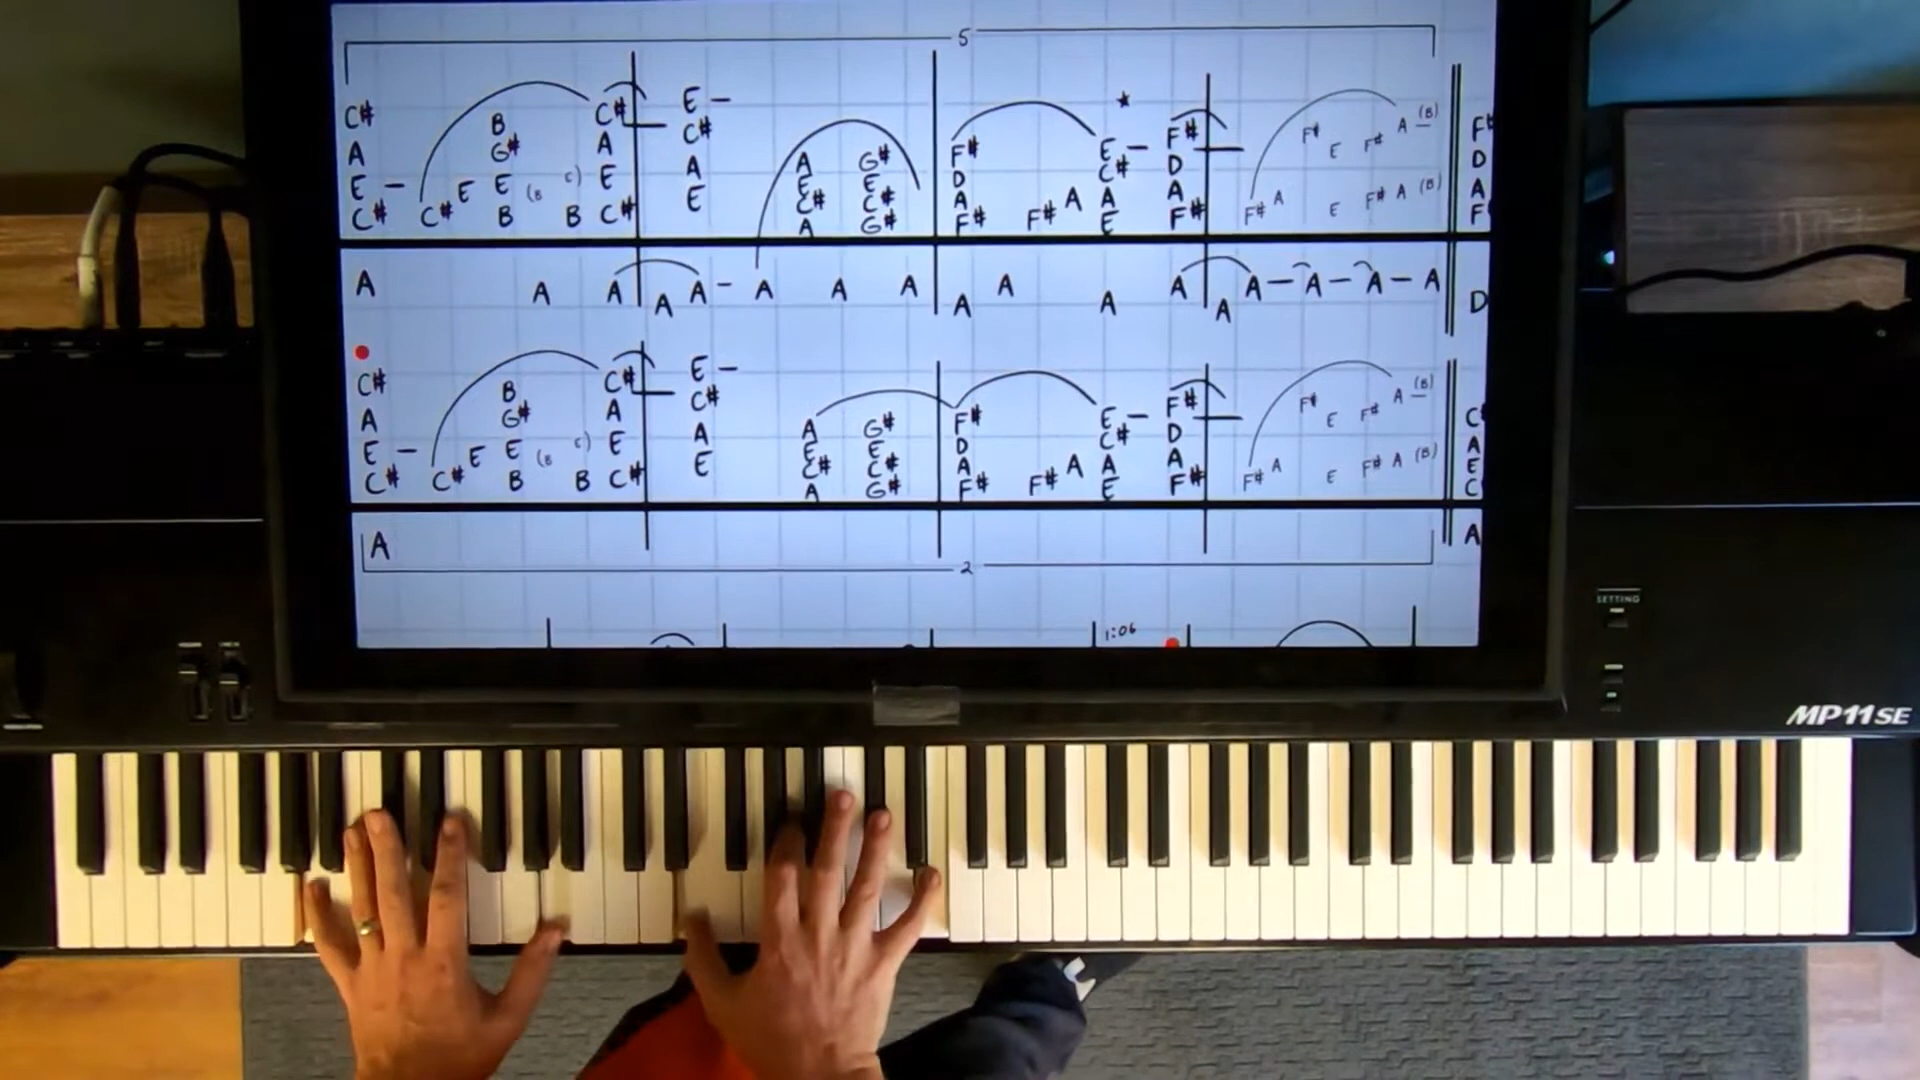 5
C# B C# E –
A G# A C# A G# F# E – ★ F# F# E F# A (B) F#
E – E E (B C) E A E E D C# D D
C# C# B B C# E C# C# A F# A A A F# A E F# A (B) A
A G# F# E F# F#
A A A A A – A A A A A A A A A – A – A – A D
C# B C# E –
A G# A C# A G# F# E – F# F# E F# A (B) C
E – E E (B C) E A E E D C# D A
C# C# B B C# E C# C# A F# A A A F# A E F# A (B) E
A G# F# E F# C
A A
2
1:06
SETTING
MP11SE